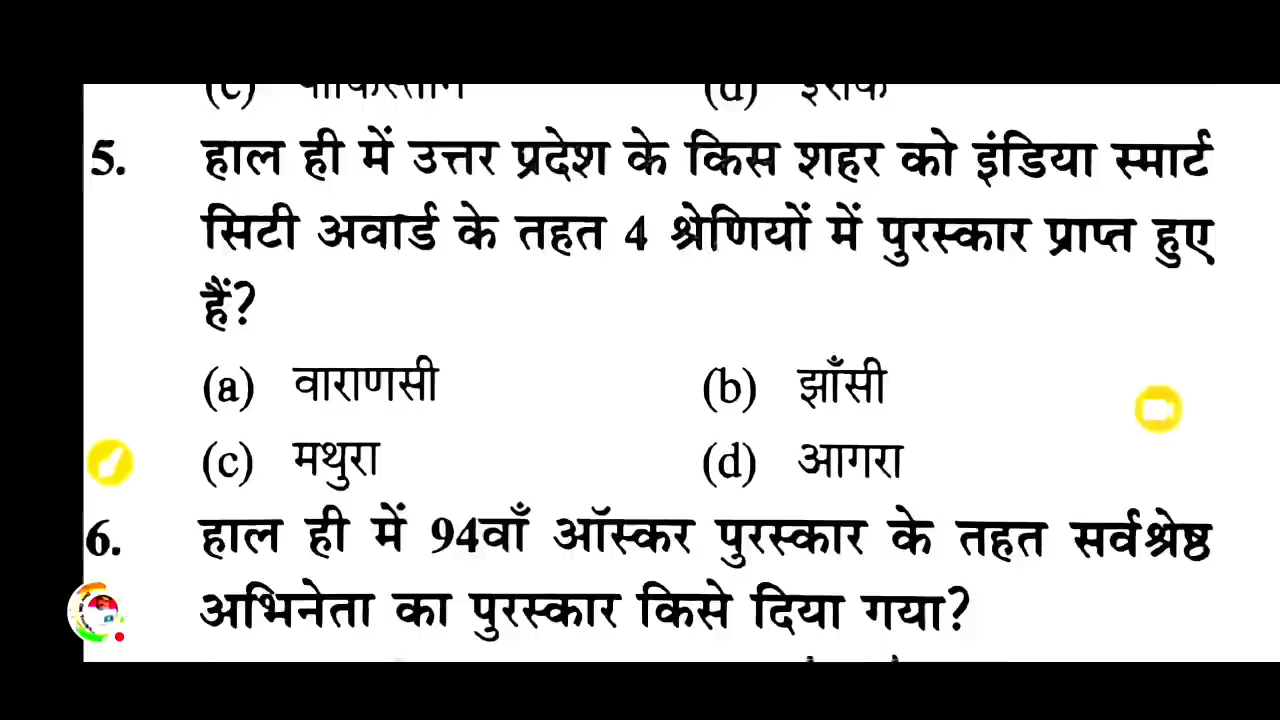 (c) पाकिस्तान (d) इराक
5. हाल ही में उत्तर प्रदेश के किस शहर को इंडिया स्मार्ट
सिटी अवार्ड के तहत 4 श्रेणियों में पुरस्कार प्राप्त हुए
हैं?
(a) वाराणसी (b) झाँसी
(c) मथुरा (d) आगरा
6. हाल ही में 94वाँ ऑस्कर पुरस्कार के तहत सर्वश्रेष्ठ
अभिनेता का पुरस्कार किसे दिया गया?